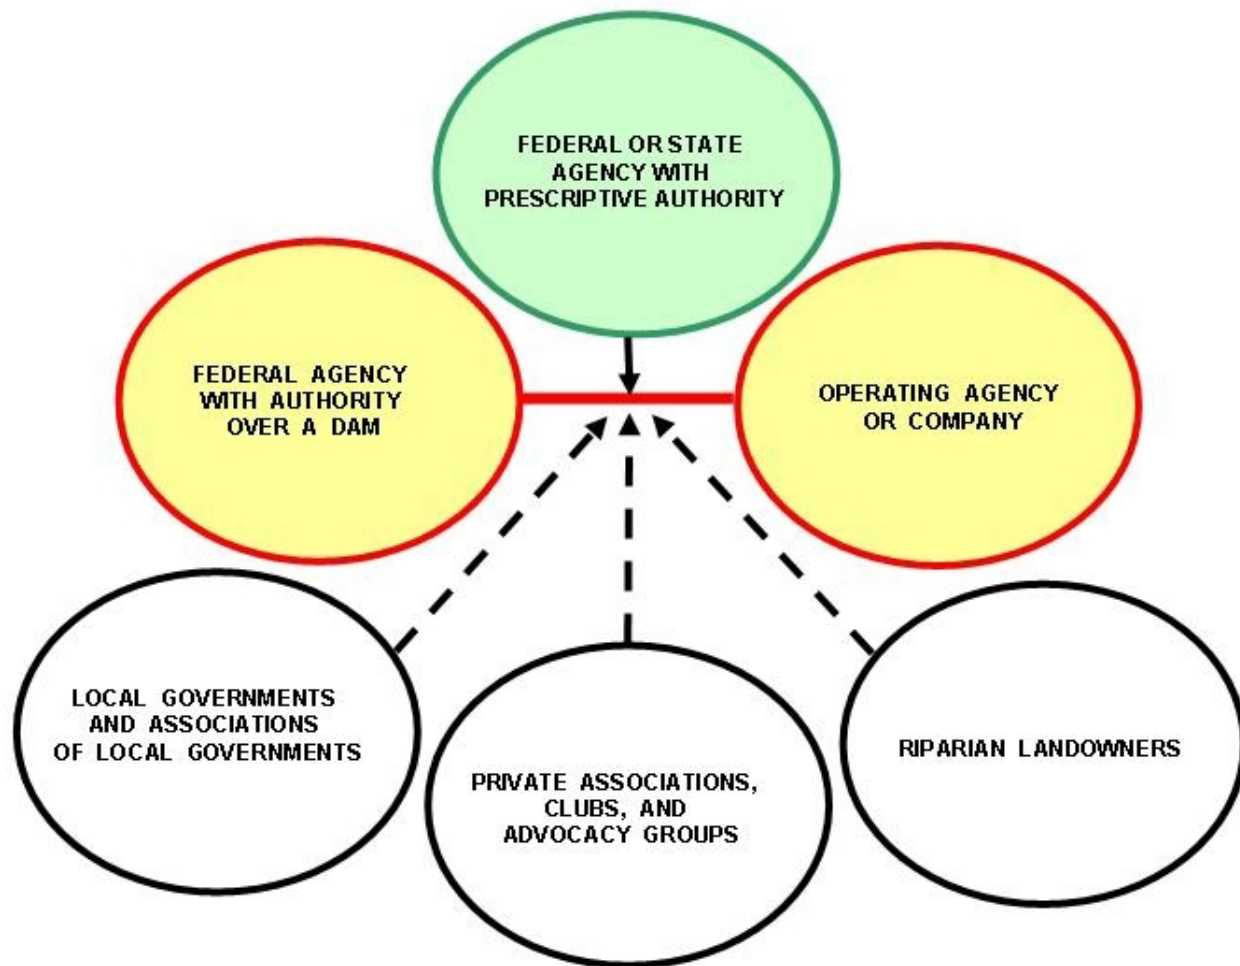 FEDERAL OR STATE
AGENCY WITH
PRESCRIPTIVE AUTHORITY
FEDERAL AGENCY
WITH AUTHORITY
OVER A DAM
OPERATING AGENCY
OR COMPANY
LOCAL GOVERNMENTS
AND ASSOCIATIONS
OF LOCAL GOVERNMENTS
PRIVATE ASSOCIATIONS,
CLUBS, AND
ADVOCACY GROUPS
RIPARIAN LANDOWNERS